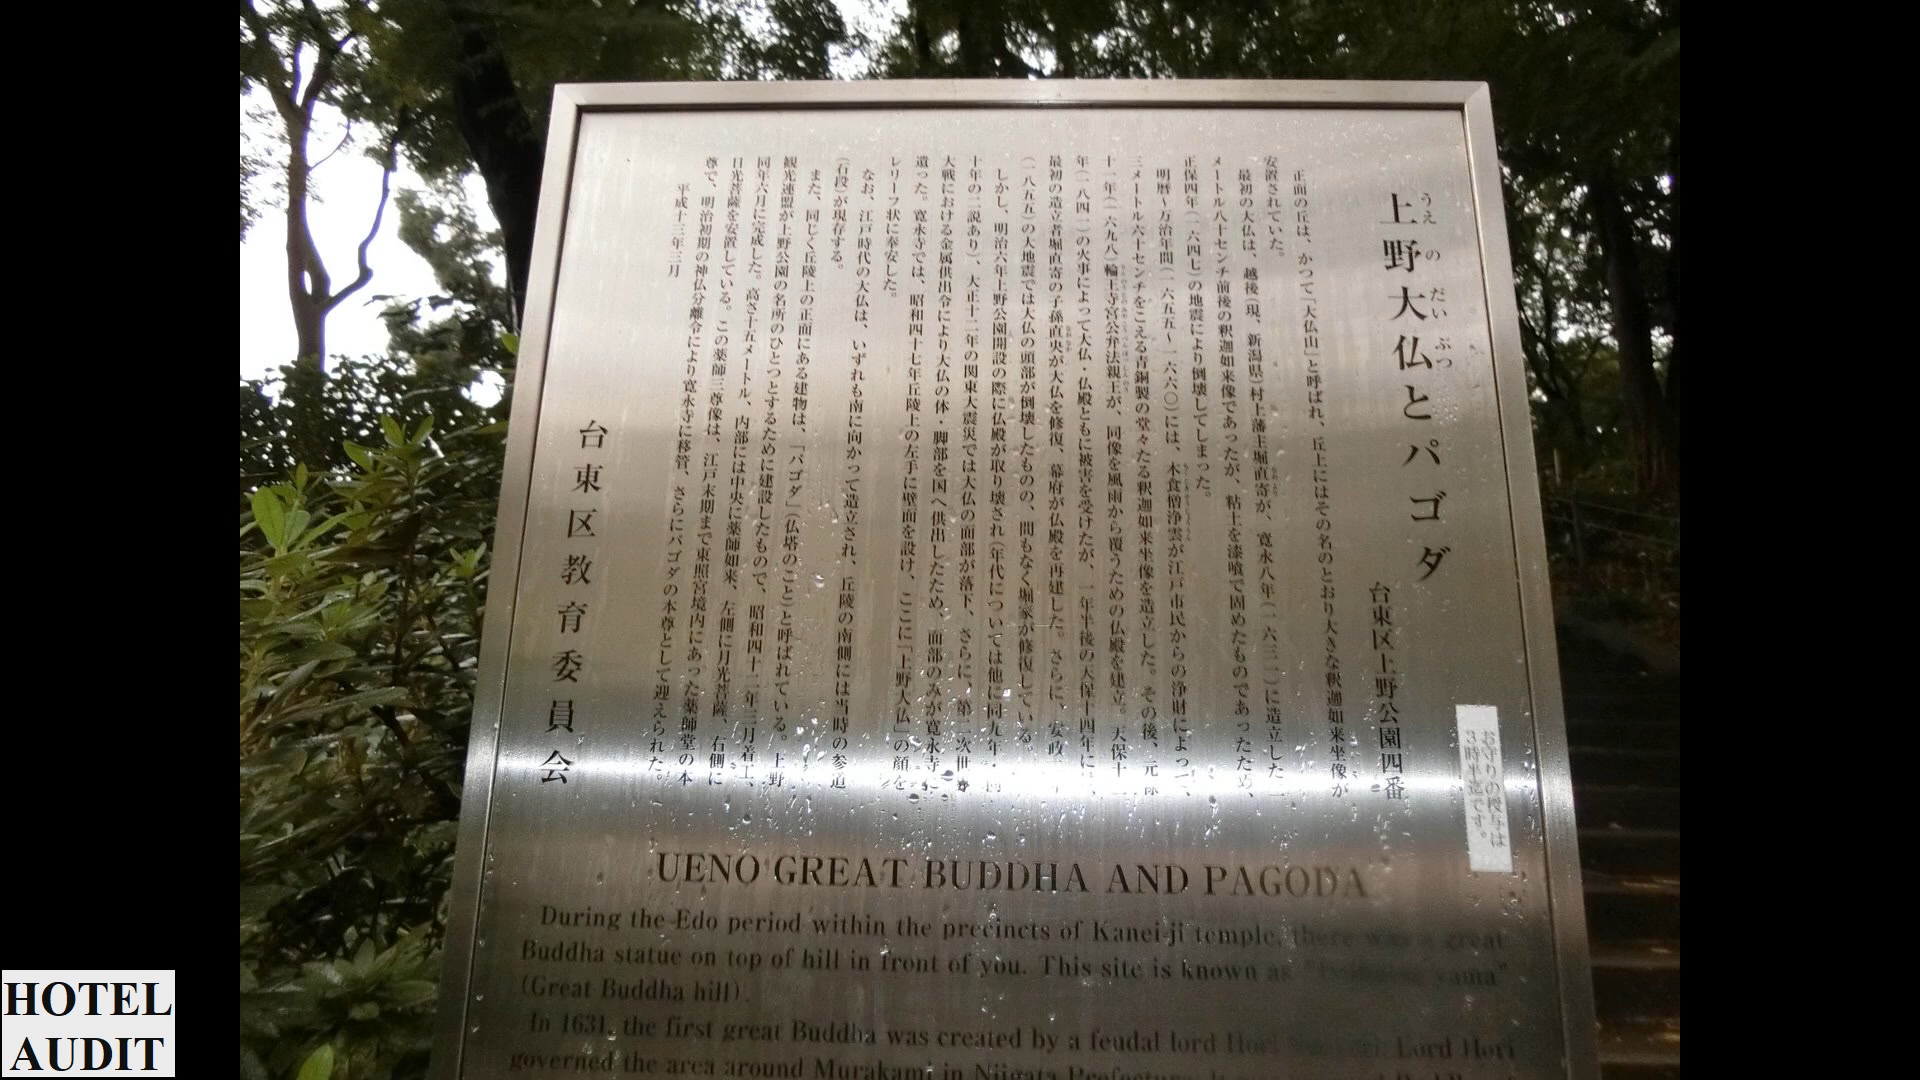 上野大仏とパゴダ
うえのだいぶつ
台東区上野公園四番
正面の丘は、かつて「大仏山」と呼ばれ、丘上にはその名のとおり大きな釈迦如来坐像が
安置されていた。
最初の大仏は、越後(現、新潟県)村上藩主堀直寄が、寛永八年(一六三一)に造立した二
メートル八十センチ前後の釈迦如来像であったが、粘土を漆喰で固めたものであったため、
正保四年(一六四七)の地震により倒壊してしまった。
明暦~万治年間(一六五五~一六六〇)には、木食僧浄雲が江戸市民からの浄財によって、
三メートル六十センチをこえる青銅製の堂々たる釈迦如来坐像を造立した。その後、元禄
十一年(一六九八)輪王寺宮公弁法親王が、同像を風雨から覆うための仏殿を建立。天保十二
年(一八四一)の火事によって大仏・仏殿ともに被害を受けたが、一年半後の天保十四年に、
最初の造立者堀直寄の子孫直央が大仏を修復、幕府が仏殿を再建した。さらに、安政二年
(一八五五)の大地震では大仏の頭部が倒壊したものの、間もなく堀家が修復している。
しかし、明治六年上野公園開設の際に仏殿が取り壊され(年代については他に同九年・同
十年の二説あり)、大正十二年の関東大震災では大仏の面部が落下、さらに、第二次世界
大戦における金属供出令により大仏の体・脚部を国へ供出したため、面部のみが寛永寺に
遺った。寛永寺では、昭和四十七年丘陵上の左手に壁面を設け、ここに「上野大仏」の顔を
レリーフ状に奉安した。
なお、江戸時代の大仏は、いずれも南に向かって造立され、丘陵の南側には当時の参道
(石段)が現存する。
また、同じく丘陵上の正面にある建物は、「パゴダ」(仏塔のこと)と呼ばれている。上野
観光連盟が上野公園の名所のひとつとするために建設したもので、昭和四十二年三月着工、
同年六月に完成した。高さ十五メートル、内部には中央に薬師如来、左側に月光菩薩、右側に
日光菩薩を安置している。この薬師三尊像は、江戸末期まで東照宮境内にあった薬師堂の本
尊で、明治初期の神仏分離令により寛永寺に移管、さらにパゴダの本尊として迎えられた。
平成十三年三月
台東区教育委員会
お守りの授与は
3時半迄です。
UENO GREAT BUDDHA AND PAGODA
During the Edo period within the precincts of Kanei-ji temple, there was a great
Buddha statue on top of hill in front of you. This site is known as yama"
(Great Buddha hill).
In 1631, the first great Buddha was created by a feudal lord Hori Lord Hori
governed the area around Murakami in Niigata Prefecture.
HOTEL
AUDIT